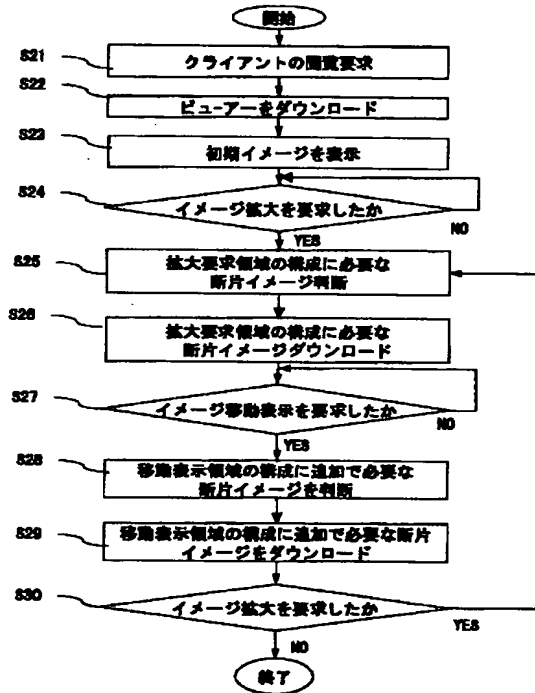 開始
S21
クライアントの閲覧要求
S22
ビューアーをダウンロード
S23
初期イメージを表示
S24
イメージ拡大を要求したか
NO
YES
S25
拡大要求領域の構成に必要な
断片イメージ判断
S26
拡大要求領域の構成に必要な
断片イメージダウンロード
S27
イメージ移動表示を要求したか
NO
YES
S28
移動表示領域の構成に追加で必要な
断片イメージを判断
S29
移動表示領域の構成に追加で必要な断片
イメージをダウンロード
S30
イメージ拡大を要求したか
YES
NO
終了